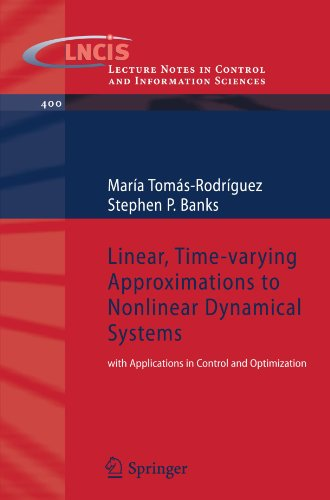 LNCIS
LECTURE NOTES IN CONTROL
AND INFORMATION SCIENCES
400
María Tomás-Rodríguez
Stephen P. Banks
Linear, Time-varying
Approximations to
Nonlinear Dynamical
Systems
with Applications in Control and Optimization
Springer